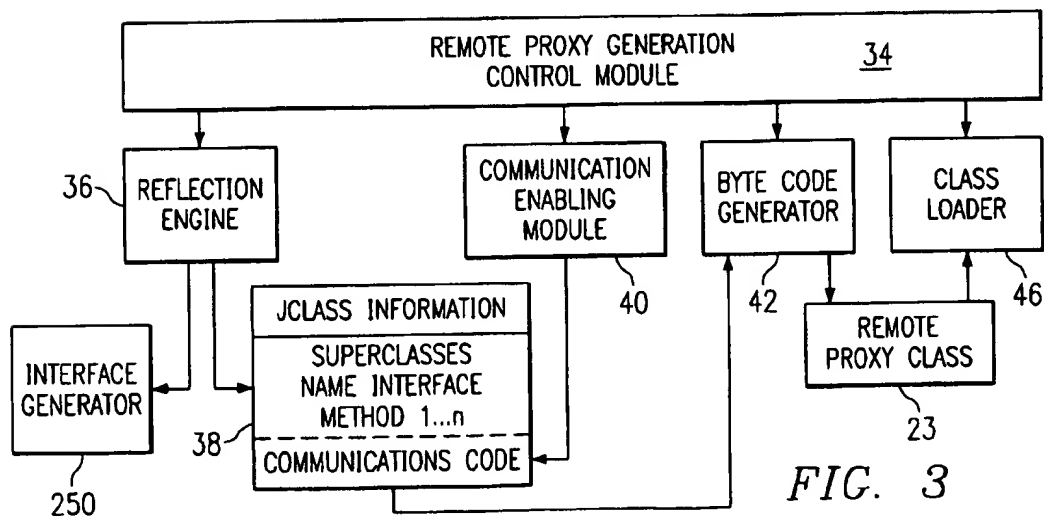 REMOTE PROXY GENERATION
CONTROL MODULE
34
36
REFLECTION
ENGINE
COMMUNICATION
ENABLING
MODULE
40
BYTE CODE
GENERATOR
42
CLASS
LOADER
46
INTERFACE
GENERATOR
250
JCLASS INFORMATION
SUPERCLASSES
NAME INTERFACE
METHOD 1...n
38
COMMUNICATIONS CODE
REMOTE
PROXY CLASS
23
FIG. 3